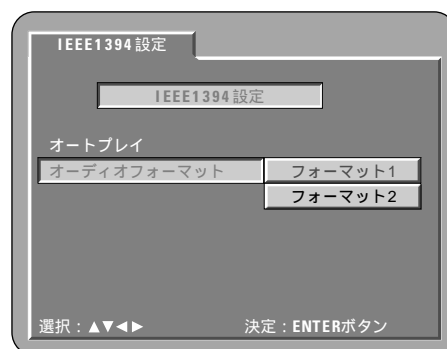 IEEE1394設定
IEEE1394設定
オートプレイ
オーディオフォーマット フォーマット1
フォーマット2
選択：▲▼◀▶ 決定：ENTERボタン